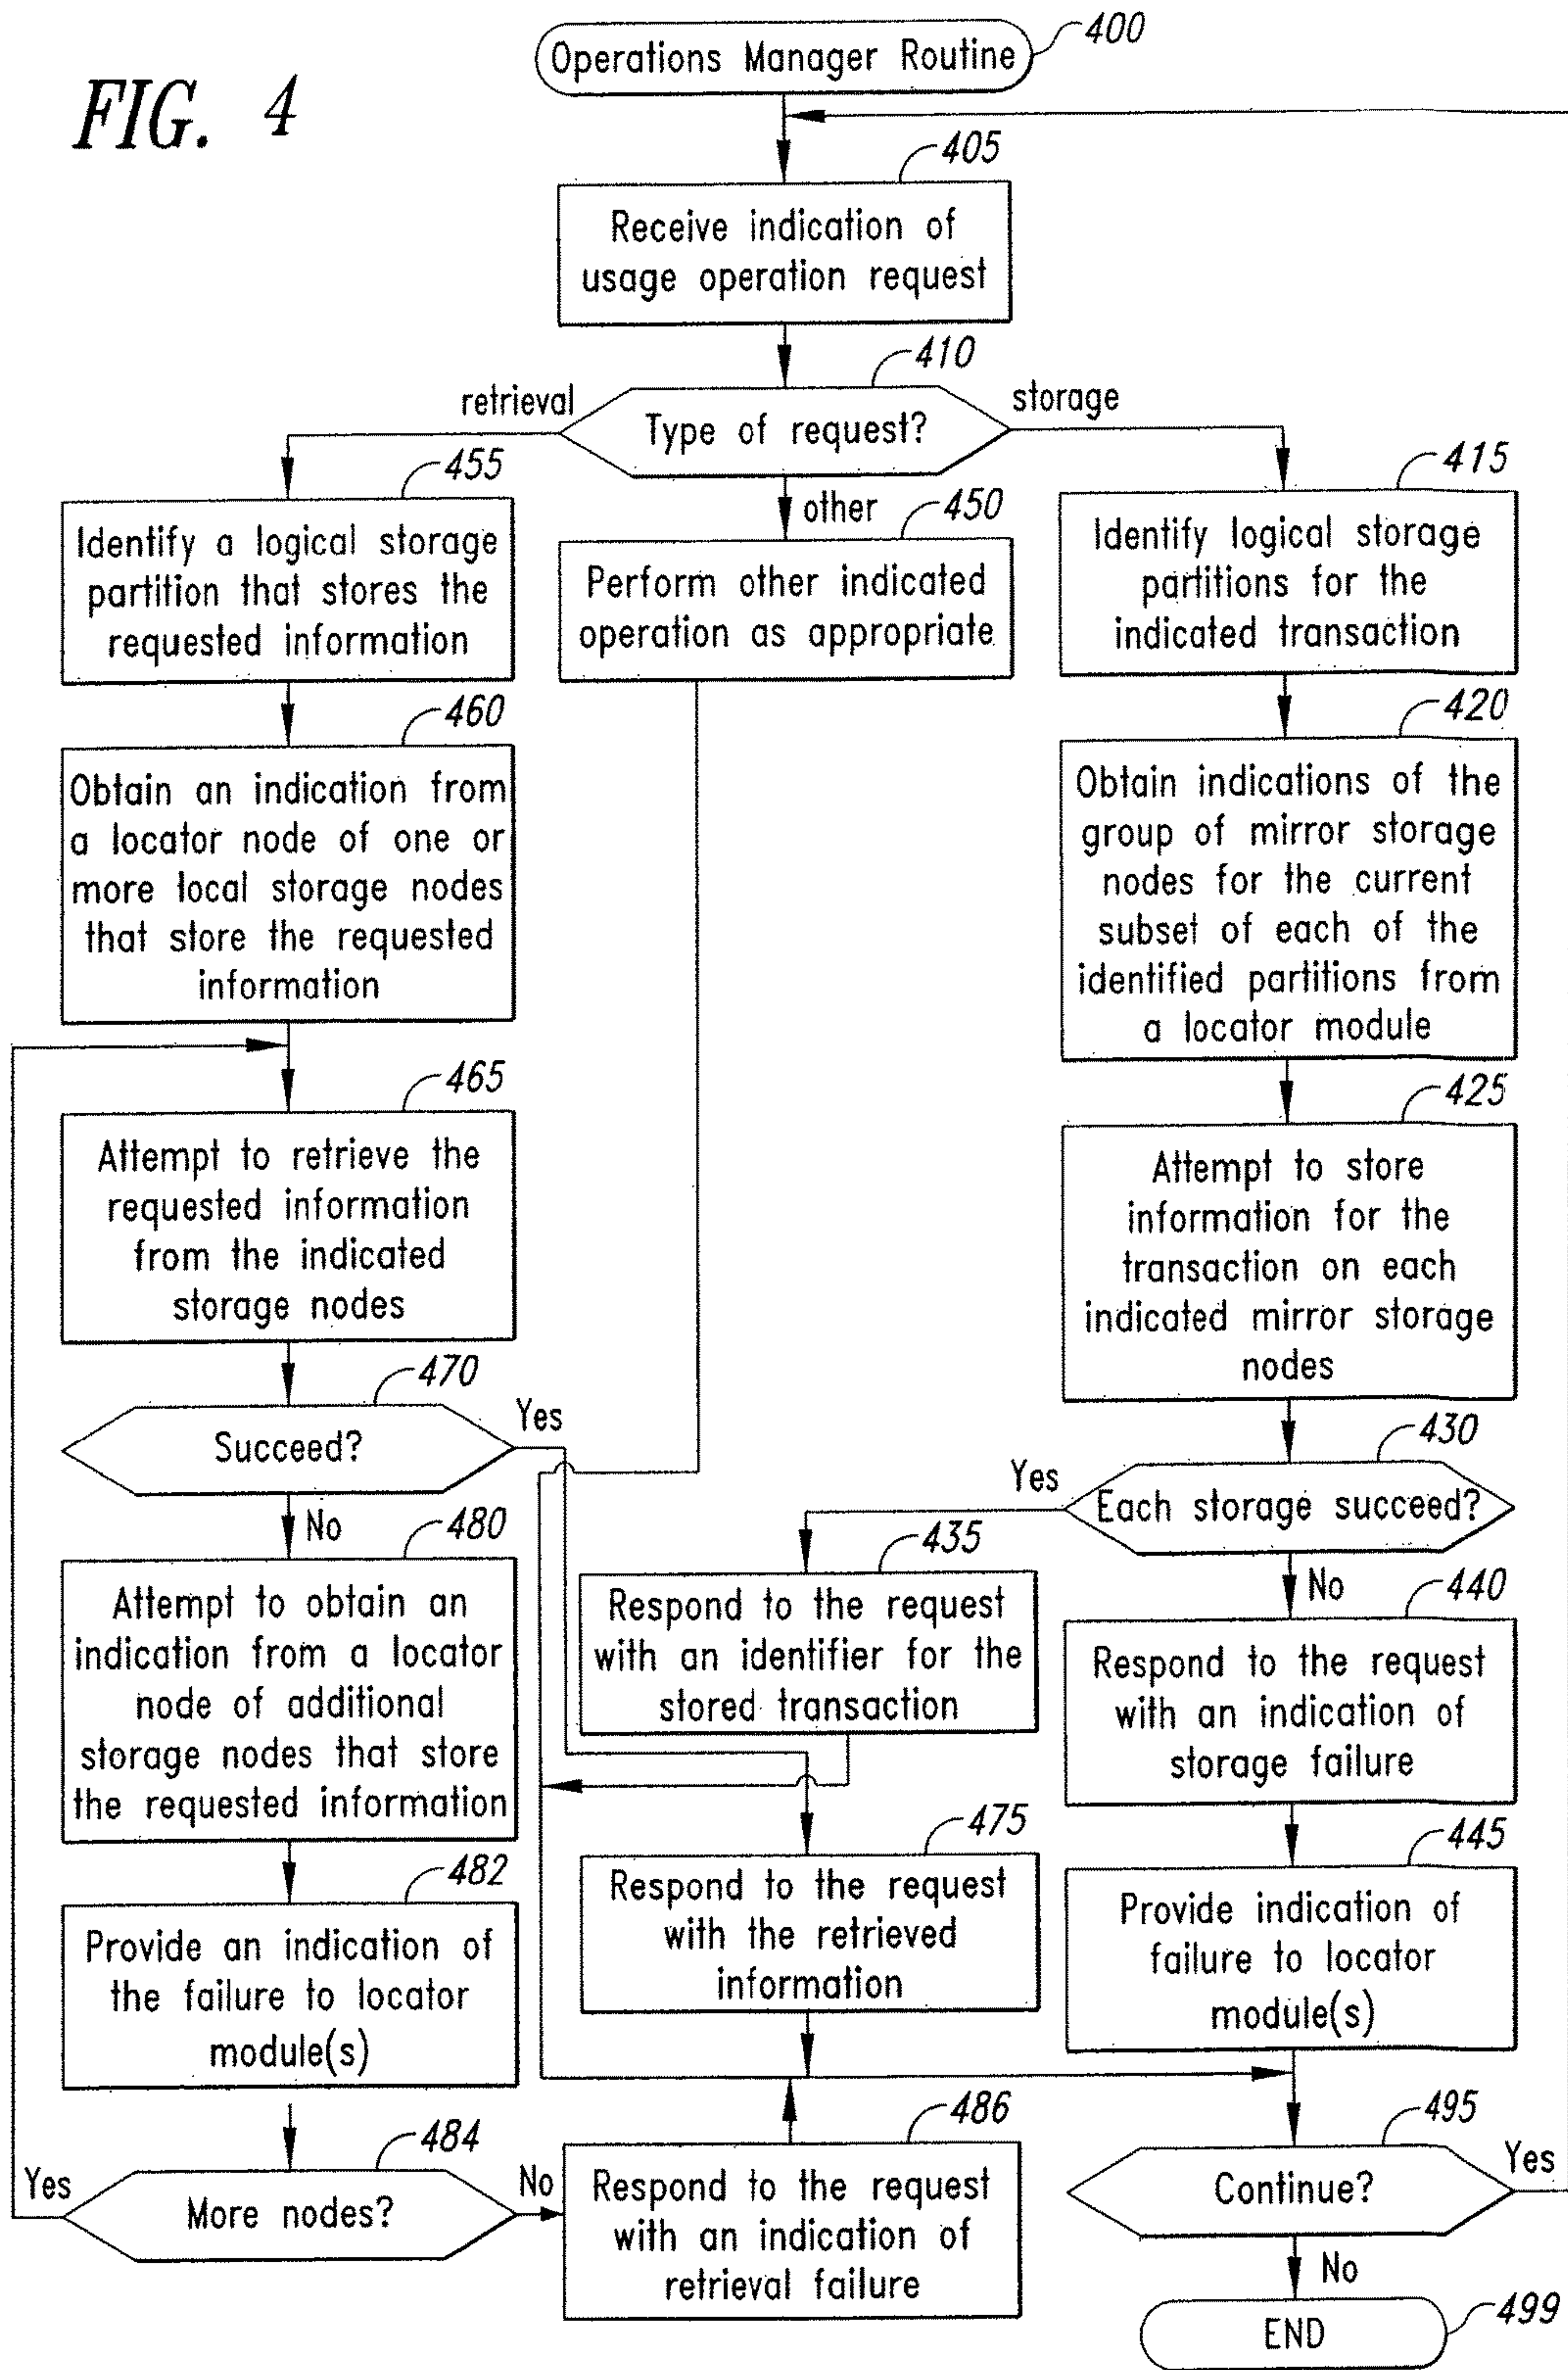 FIG. 4
Operations Manager Routine
400
405
Receive indication of
usage operation request
410
Type of request?
retrieval
storage
other
455
Identify a logical storage
partition that stores the
requested information
450
Perform other indicated
operation as appropriate
415
Identify logical storage
partitions for the
indicated transaction
460
Obtain an indication from
a locator node of one or
more local storage nodes
that store the requested
information
420
Obtain indications of the
group of mirror storage
nodes for the current
subset of each of the
identified partitions from
a locator module
465
Attempt to retrieve the
requested information
from the indicated
storage nodes
425
Attempt to store
information for the
transaction on each
indicated mirror storage
nodes
470
Succeed?
Yes
No
430
Each storage succeed?
Yes
No
480
Attempt to obtain an
indication from a locator
node of additional
storage nodes that store
the requested information
435
Respond to the request
with an identifier for the
stored transaction
440
Respond to the request
with an indication of
storage failure
482
Provide an indication of
the failure to locator
module(s)
475
Respond to the request
with the retrieved
information
445
Provide indication of
failure to locator
module(s)
484
More nodes?
Yes
No
486
Respond to the request
with an indication of
retrieval failure
495
Continue?
Yes
No
END
499